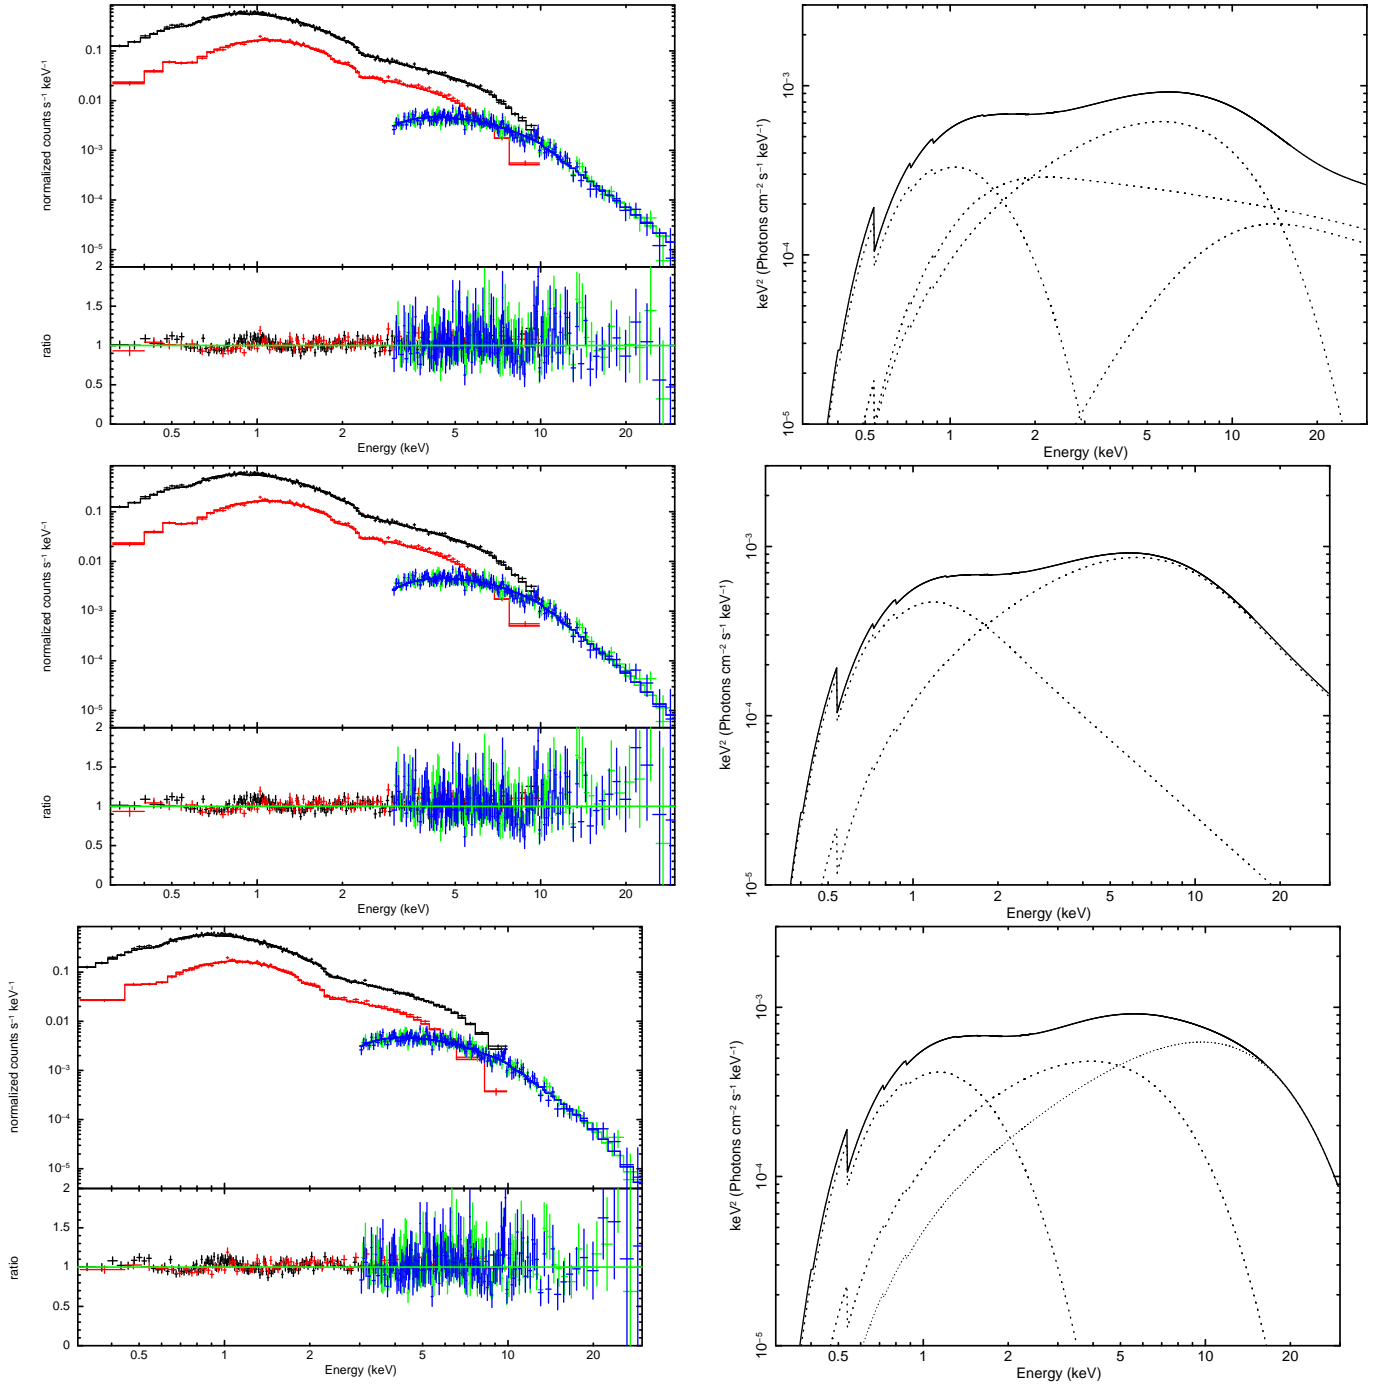 normalized counts s⁻¹ keV⁻¹
0.1
0.01
10⁻³
10⁻⁴
10⁻⁵
2
ratio
1.5
1
0.5
0
0.5 1 2 5 10 20
Energy (keV)
keV² (Photons cm⁻² s⁻¹ keV⁻¹)
10⁻³
10⁻⁴
10⁻⁵
0.5 1 2 5 10 20
Energy (keV)
normalized counts s⁻¹ keV⁻¹
0.1
0.01
10⁻³
10⁻⁴
10⁻⁵
2
ratio
1.5
1
0.5
0
0.5 1 2 5 10 20
Energy (keV)
keV² (Photons cm⁻² s⁻¹ keV⁻¹)
10⁻³
10⁻⁴
10⁻⁵
0.5 1 2 5 10 20
Energy (keV)
normalized counts s⁻¹ keV⁻¹
0.1
0.01
10⁻³
10⁻⁴
10⁻⁵
2
ratio
1.5
1
0.5
0
0.5 1 2 5 10 20
Energy (keV)
keV² (Photons cm⁻² s⁻¹ keV⁻¹)
10⁻³
10⁻⁴
10⁻⁵
0.5 1 2 5 10 20
Energy (keV)